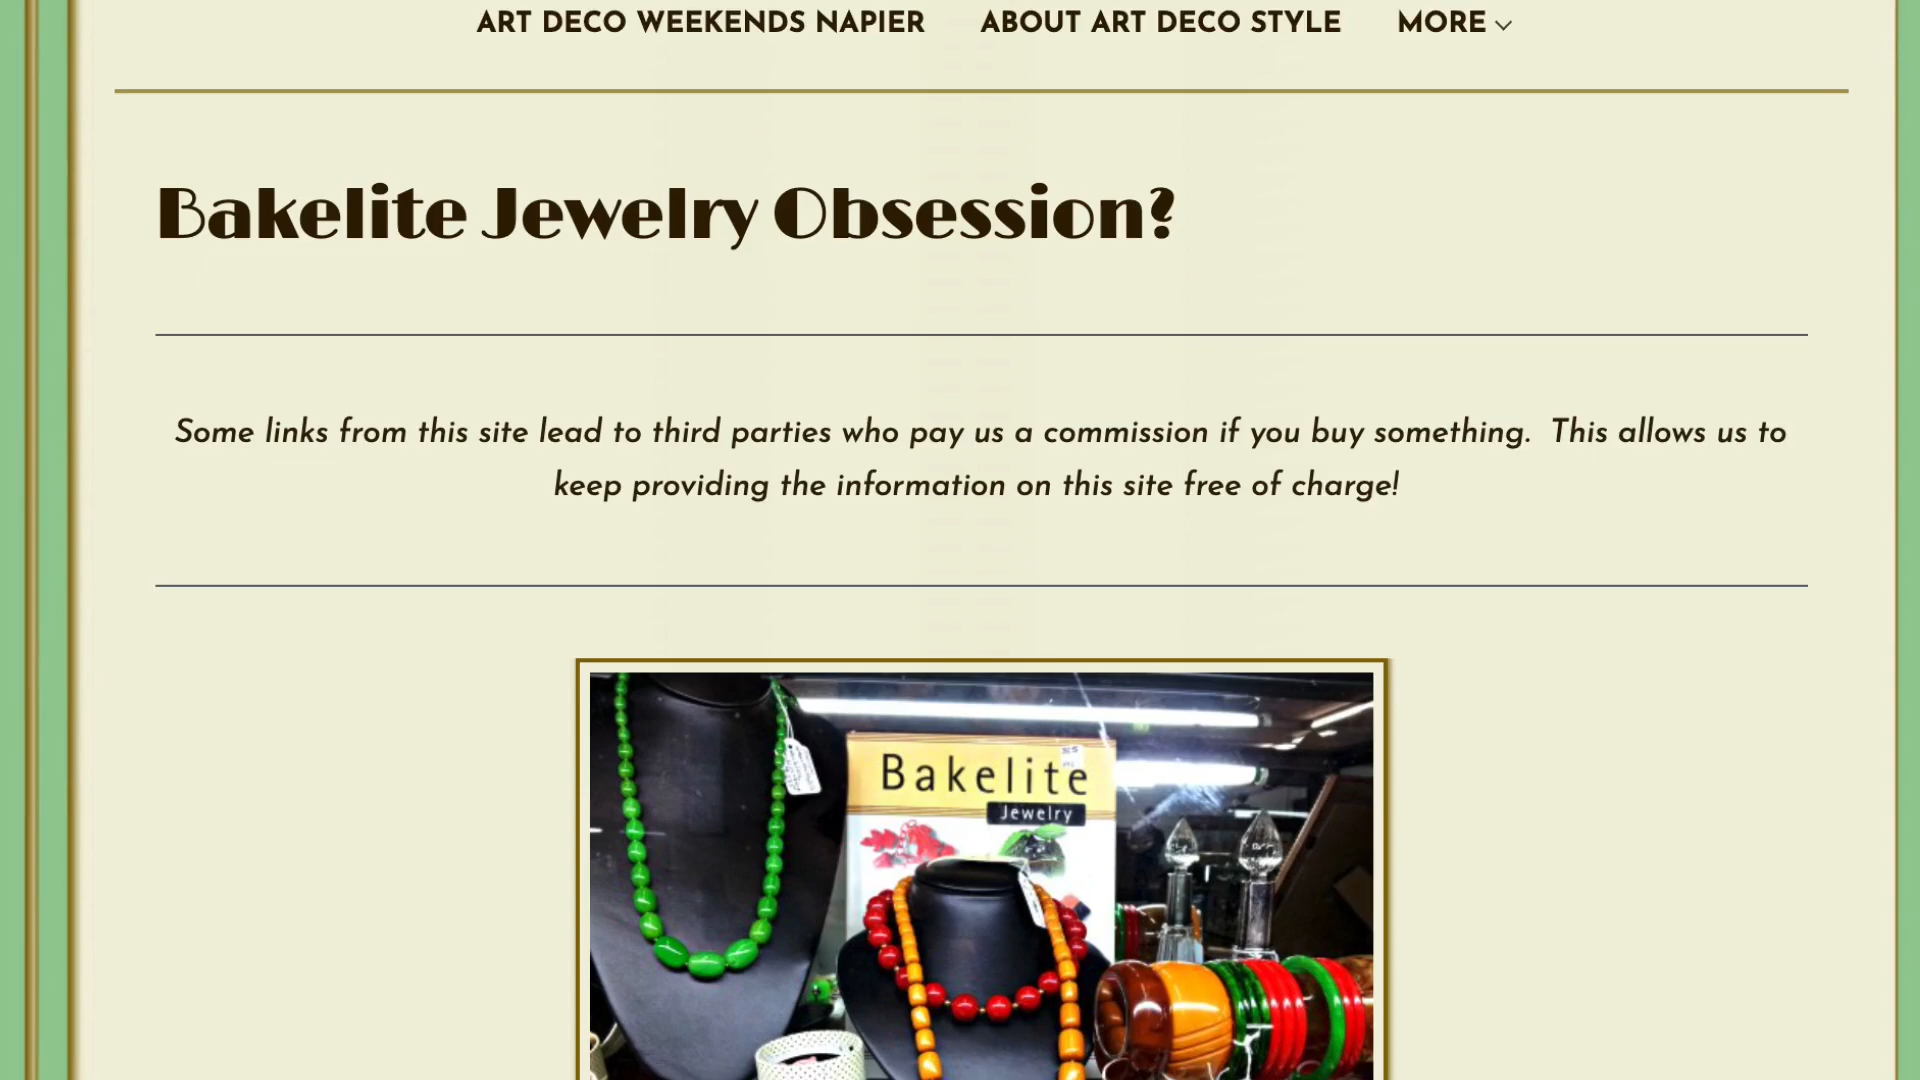 ART DECO WEEKENDS NAPIER ABOUT ART DECO STYLE MORE
Bakelite Jewelry Obsession?
Some links from this site lead to third parties who pay us a commission if you buy something. This allows us to
keep providing the information on this site free of charge!
Bakelite
Jewelry